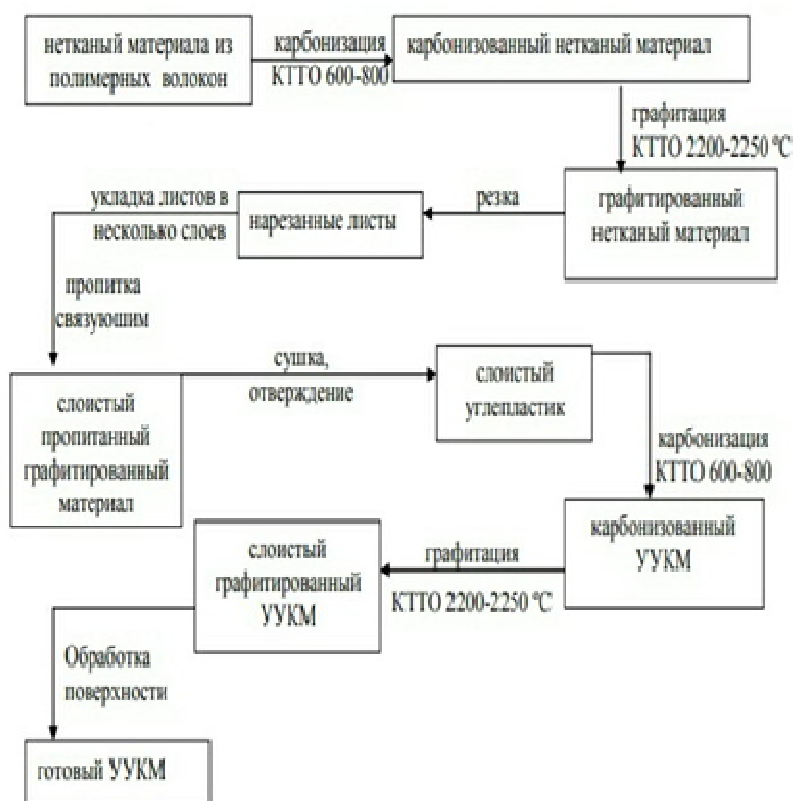 нетканый материала из
полимерных волокон
карбонизация
КТТО 600-800
карбонизованный нетканый материал
графитация
КТТО 2200-2250 °С
графитированный
нетканый материал
резка
нарезанные листы
укладка листов в
несколько слоев
пропитка
связуюшим
слоистый
пропитанный
графитированный
материал
сушка,
отверждение
слоистый
углепластик
карбонизация
КТТО 600-800
карбонизованный
УУКМ
графитация
КТТО 2200-2250 °С
слоистый
графитированный
УУКМ
Обработка
поверхности
готовый УУКМ